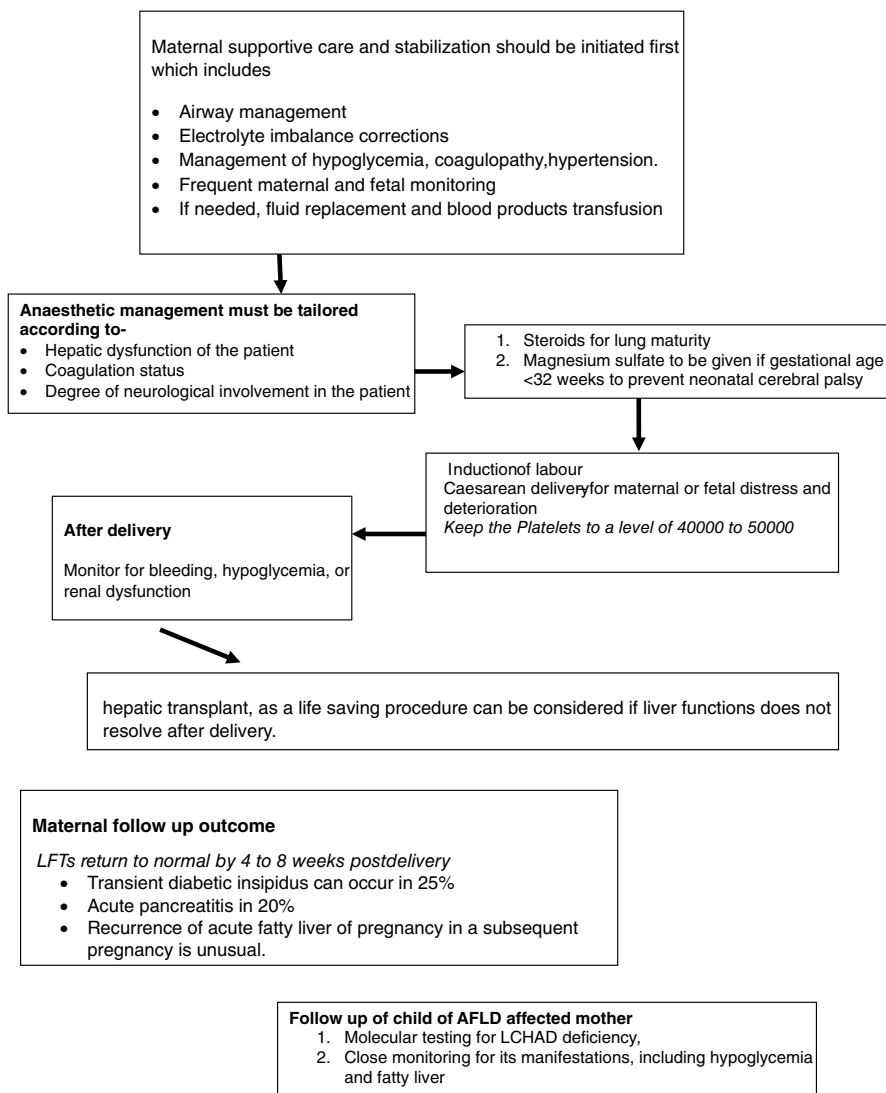 Maternal supportive care and stabilization should be initiated first
which includes
• Airway management
• Electrolyte imbalance corrections
• Management of hypoglycemia, coagulopathy,hypertension.
• Frequent maternal and fetal monitoring
• If needed, fluid replacement and blood products transfusion
Anaesthetic management must be tailored
according to-
• Hepatic dysfunction of the patient
• Coagulation status
• Degree of neurological involvement in the patient
1. Steroids for lung maturity
2. Magnesium sulfate to be given if gestational age
<32 weeks to prevent neonatal cerebral palsy
Inductionof labour
Caesarean deliveryfor maternal or fetal distress and
deterioration
Keep the Platelets to a level of 40000 to 50000
After delivery
Monitor for bleeding, hypoglycemia, or
renal dysfunction
hepatic transplant, as a life saving procedure can be considered if liver functions does not
resolve after delivery.
Maternal follow up outcome
LFTs return to normal by 4 to 8 weeks postdelivery
• Transient diabetic insipidus can occur in 25%
• Acute pancreatitis in 20%
• Recurrence of acute fatty liver of pregnancy in a subsequent
pregnancy is unusual.
Follow up of child of AFLD affected mother
1. Molecular testing for LCHAD deficiency,
2. Close monitoring for its manifestations, including hypoglycemia
and fatty liver